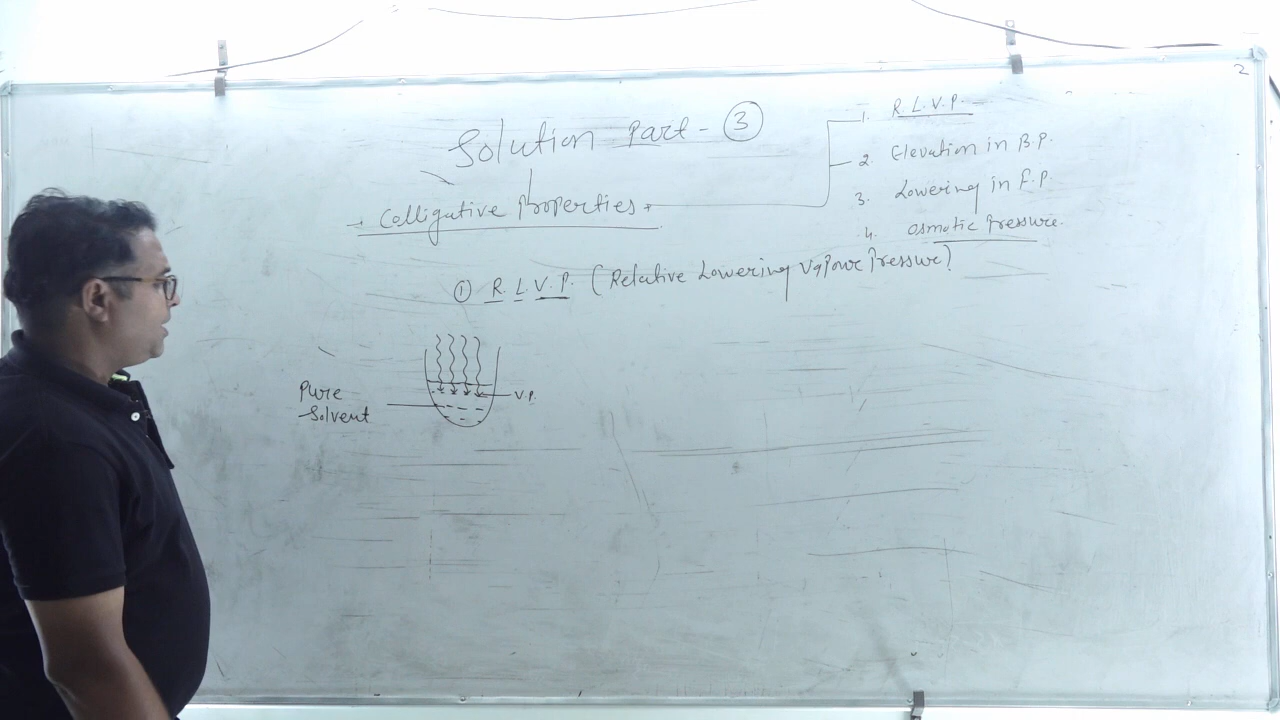 2
Solution Part - 3
Colligative Properties
1. R.L.V.P.
2. Elevation in B.P.
3. Lowering in F.P.
4. Osmotic Pressure.
① R.L.V.P. (Relative Lowering Vapour Pressure)
Pure
Solvent
V.P.